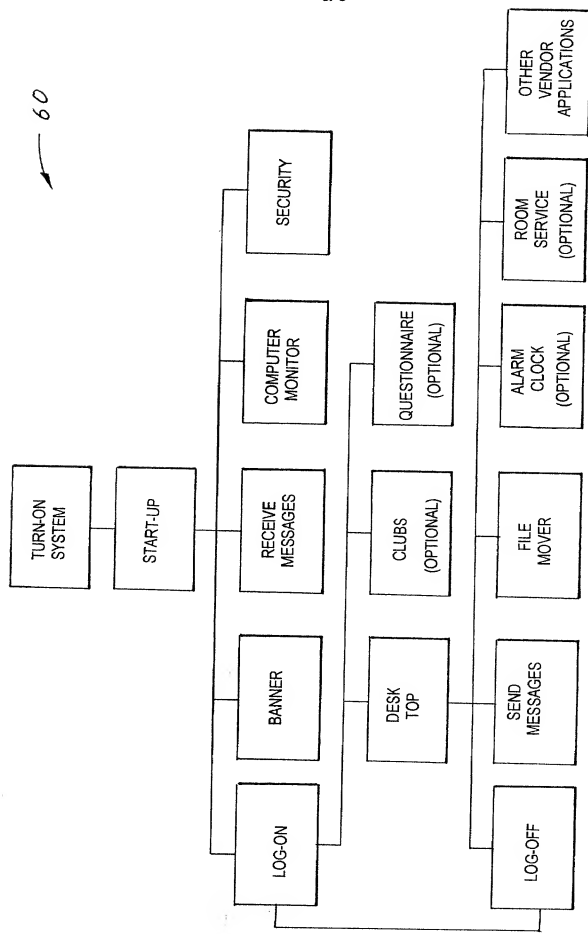 60
TURN-ON
SYSTEM
START-UP
LOG-ON
BANNER
RECEIVE
MESSAGES
COMPUTER
MONITOR
SECURITY
DESK
TOP
CLUBS
(OPTIONAL)
QUESTIONNAIRE
(OPTIONAL)
LOG-OFF
SEND
MESSAGES
FILE
MOVER
ALARM
CLOCK
(OPTIONAL)
ROOM
SERVICE
(OPTIONAL)
OTHER
VENDOR
APPLICATIONS